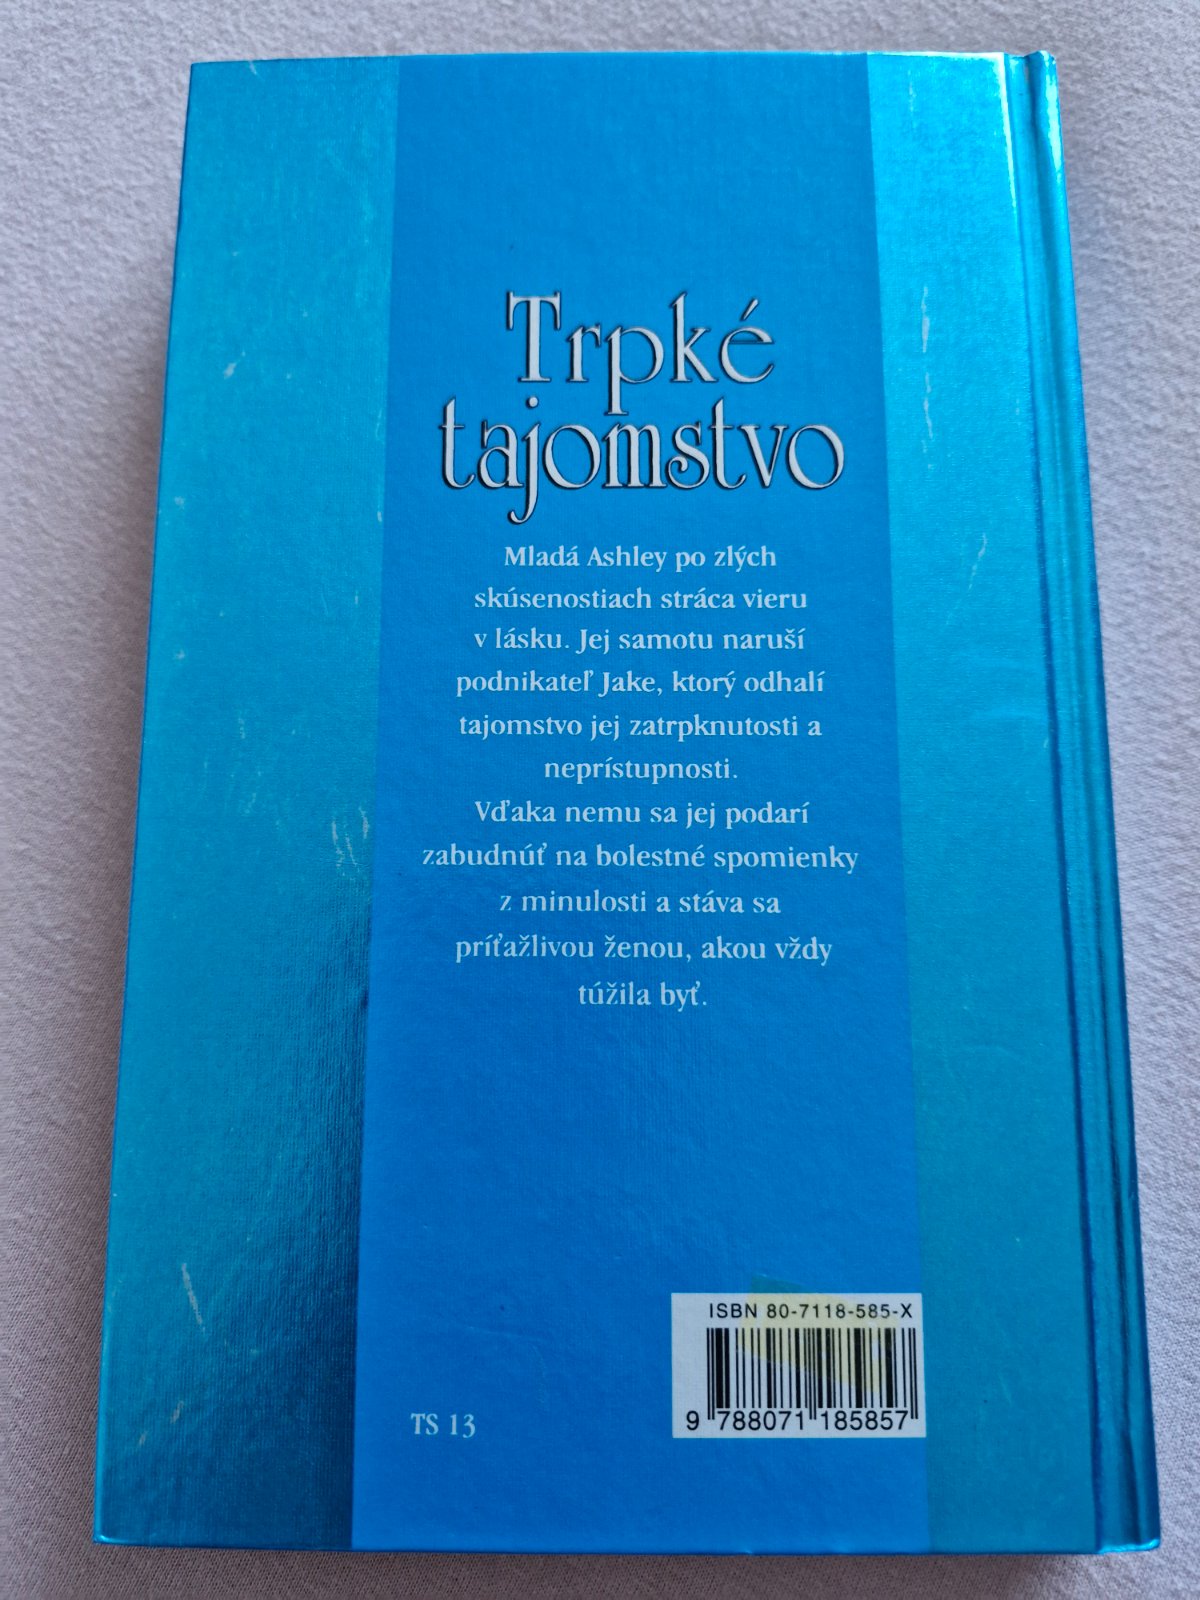 Trpké
tajomstvo
Mladá Ashley po zlých
skúsenostiach stráca vieru
v lásku. Jej samotu naruší
podnikateľ Jake, ktorý odhalí
tajomstvo jej zatrpknutosti a
neprístupnosti.
Vďaka nemu sa jej podarí
zabudnúť na bolestné spomienky
z minulosti a stáva sa
príťažlivou ženou, akou vždy
túžila byť.
ISBN 80-7118-585-X
9 788071 185857
TS 13